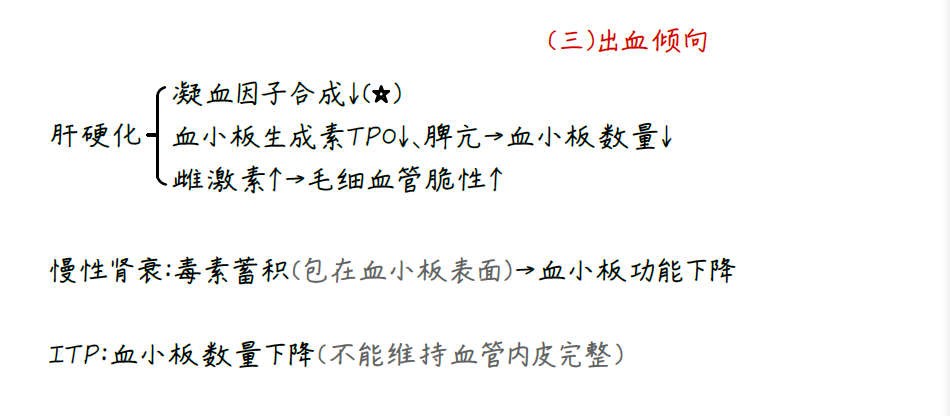 (三)出血倾向
凝血因子合成↓(★)
肝硬化
血小板生成素TPO↓、脾亢→血小板数量↓
雌激素↑→毛细血管脆性↑
慢性肾衰:毒素蓄积(包在血小板表面)→血小板功能下降
ITP:血小板数量下降(不能维持血管内皮完整)